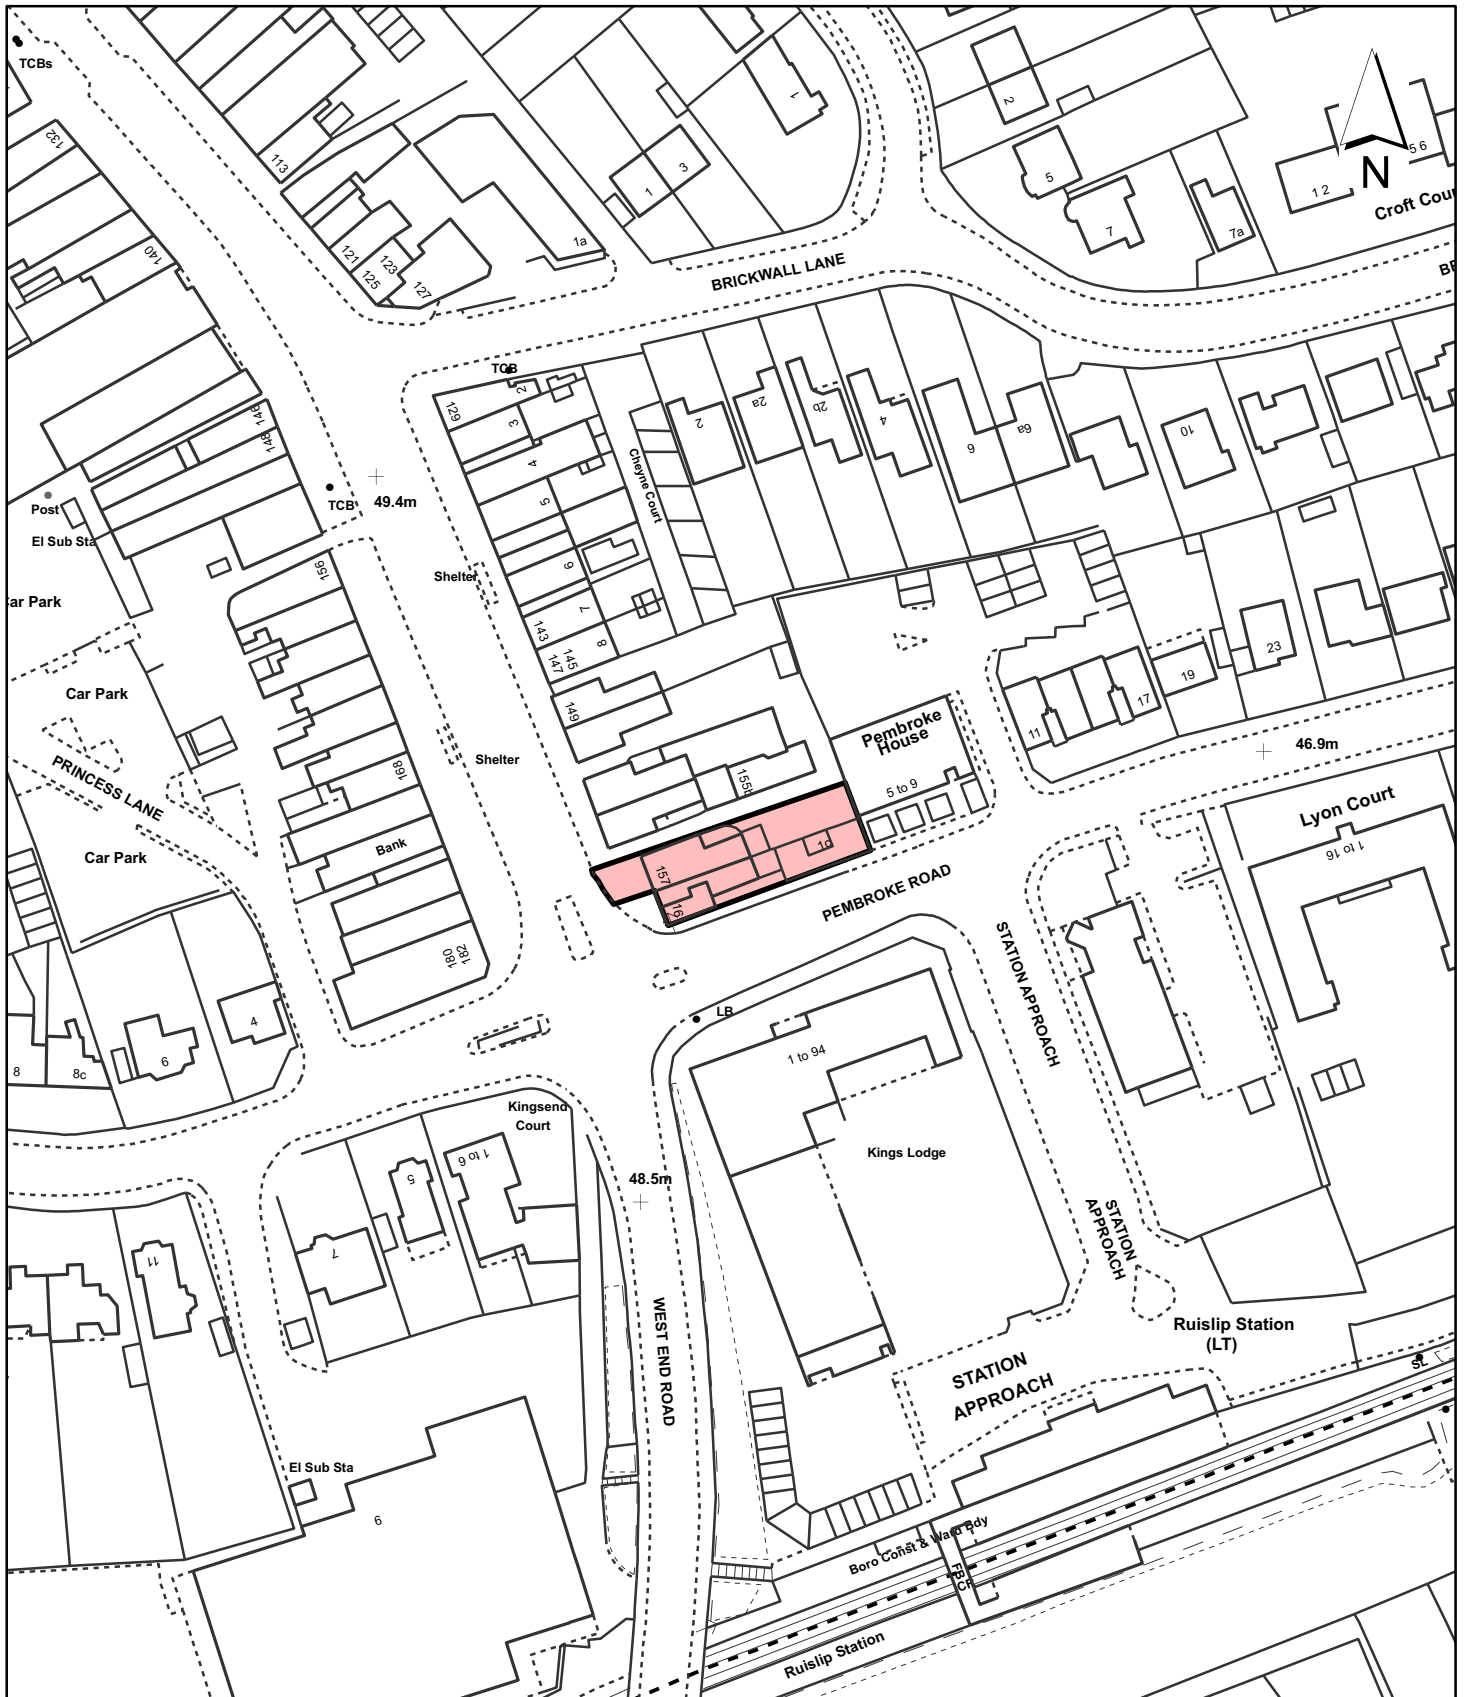 TCBs
132
113
1
3
1
2
5
7
7a
1 2
5 6
N
Croft Cour
140
121
123
125
127
1a
BRICKWALL LANE
BR
TCB
129
2
3
4
5
6
7
8
143
145
147
149
Cheyne Court
2
2a
2b
4
6
6a
10
146
148
Post
El Sub Sta
TCB
49.4m
156
Shelter
Car Park
Car Park
PRINCESS LANE
Car Park
Shelter
168
Bank
180
182
155b
157
16
1a
Pembroke
House
5 to 9
11
17
19
23
46.9m
Lyon Court
1 to 16
PEMBROKE ROAD
STATION APPROACH
LB
1 to 94
Kings Lodge
8
8c
6
4
Kingsend
Court
1 to 6
5
7
11
48.5m
WEST END ROAD
STATION
APPROACH
Ruislip Station
(LT)
STATION
APPROACH
SL
El Sub Sta
6
Boro Const & Ward Bdy
FB
CR
Ruislip Station